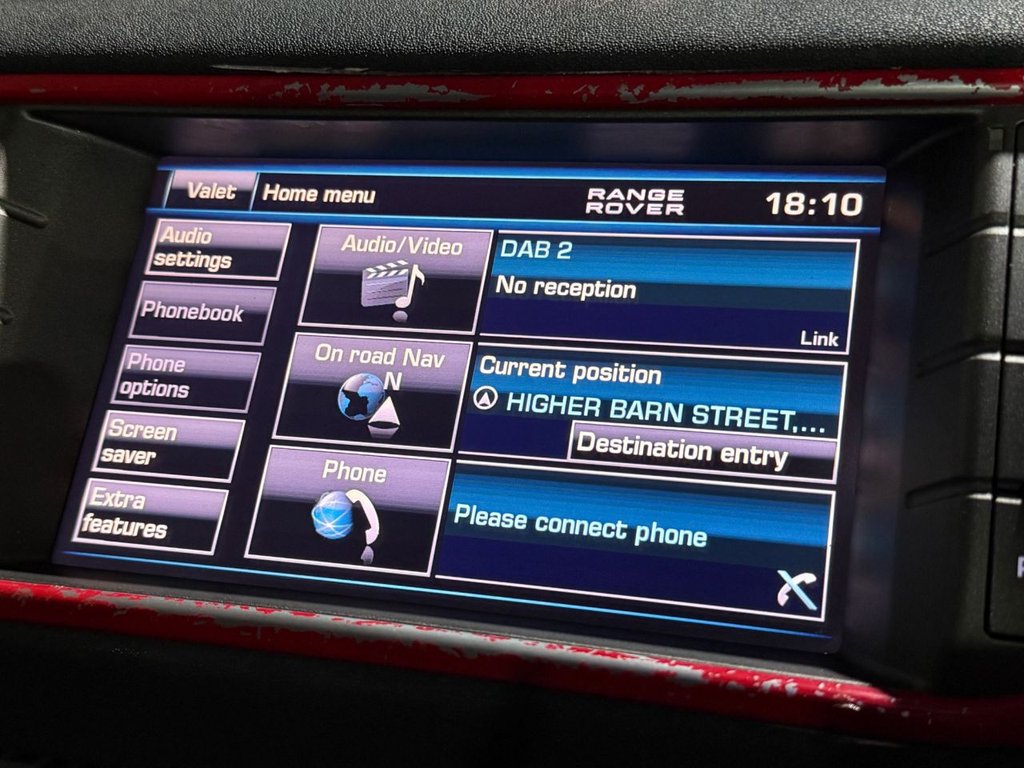 Valet
Home menu
RANGE
ROVER
18:10
Audio
settings
Phonebook
Phone
options
Screen
saver
Extra
features
Audio/Video
On road Nav
N
Phone
DAB 2
No reception
Link
Current position
HIGHER BARN STREET,...
Destination entry
Please connect phone